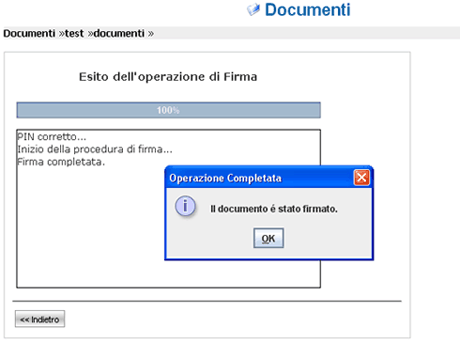 Documenti
Documenti »test »documenti »
Esito dell'operazione di Firma
100%
PIN corretto...
Inizio della procedura di firma...
Firma completata.
Operazione Completata
Il documento é stato firmato.
OK
<< Indietro